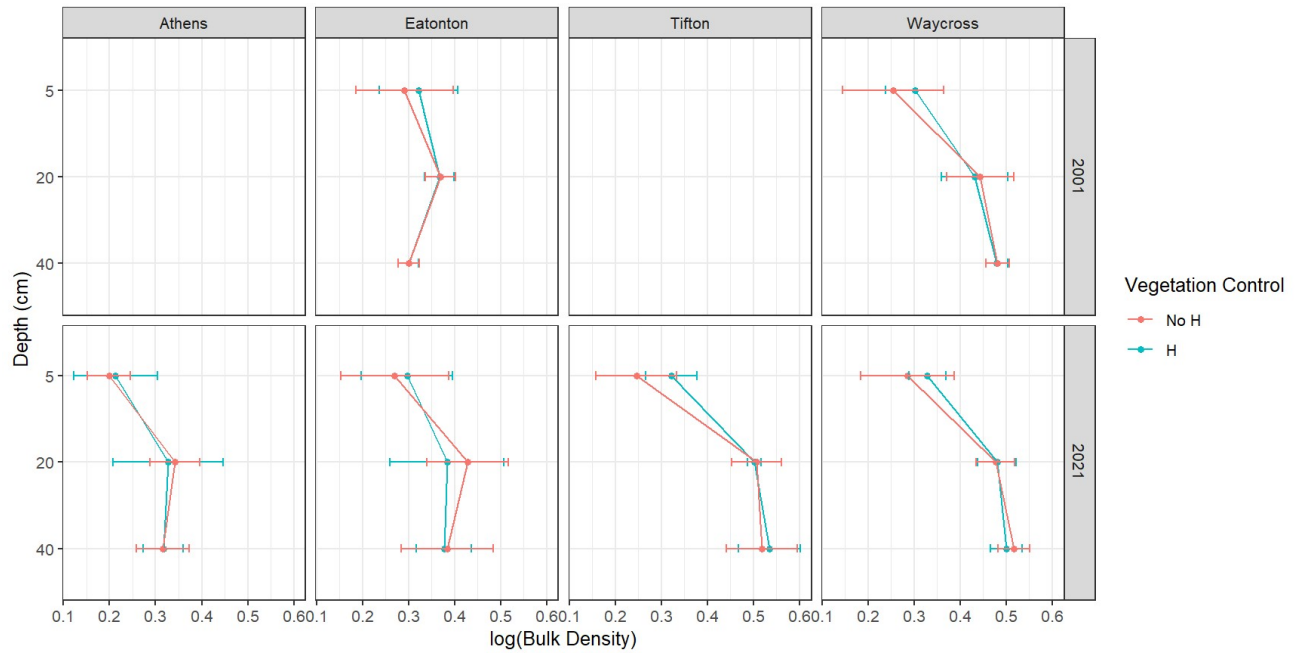 Athens Eatonton Tifton Waycross
5
20
40
2001
Depth (cm)
5
20
40
2021
0.1 0.2 0.3 0.4 0.5 0.60 0.1 0.2 0.3 0.4 0.5 0.60 0.1 0.2 0.3 0.4 0.5 0.60 0.1 0.2 0.3 0.4 0.5 0.6
log(Bulk Density)
Vegetation Control
No H
H